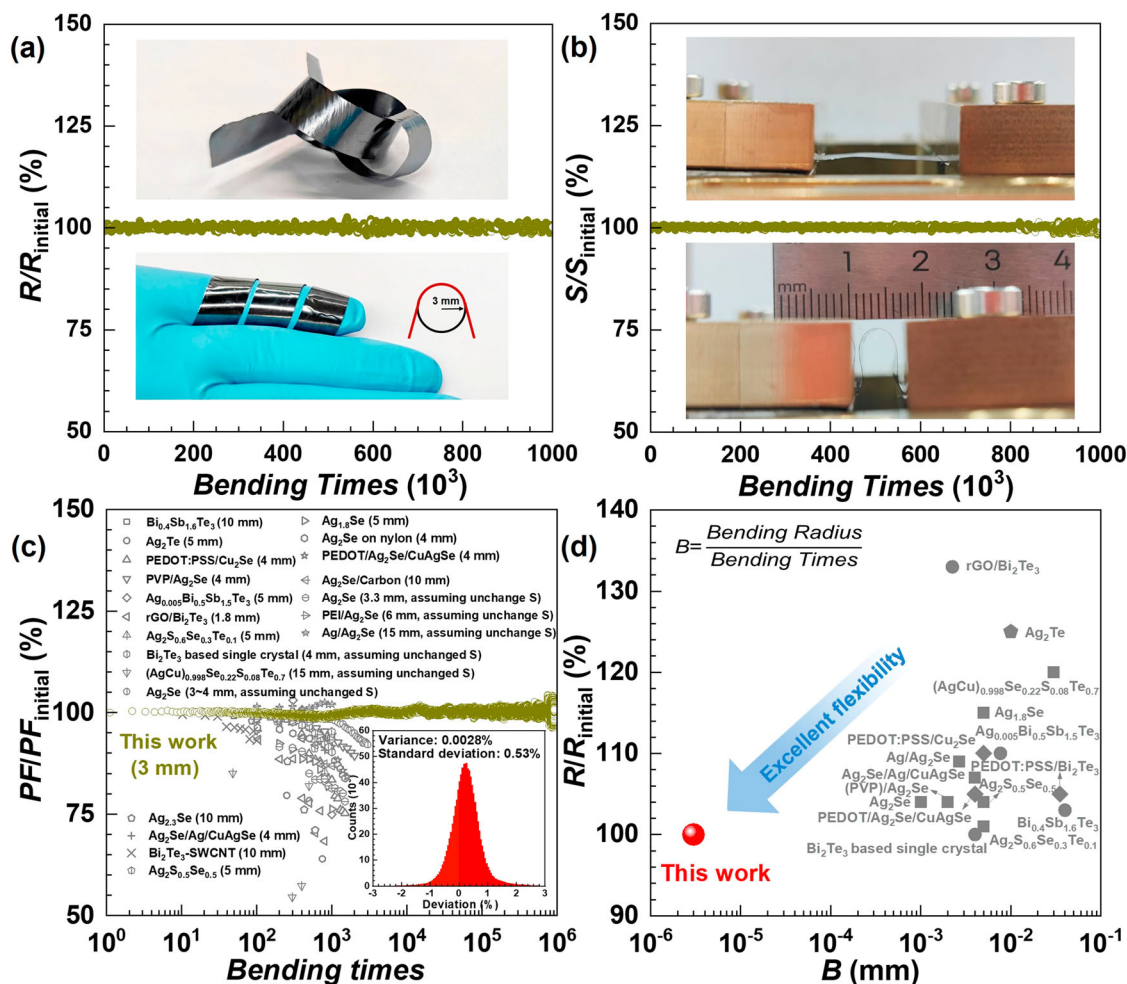 (a)
150
125
100
75
50
R/Rinitial (%)
3 mm
0
200
400
600
800
1000
Bending Times (10³)
(b)
150
125
100
75
50
S/Sinitial (%)
1
2
3
4
mm
0
200
400
600
800
1000
Bending Times (10³)
(c)
150
125
100
75
50
PF/PFinitial (%)
Bi0.4Sb1.6Te3 (10 mm)
Ag2Te (5 mm)
PEDOT:PSS/Cu2Se (4 mm)
PVP/Ag2Se (4 mm)
Ag0.005Bi0.5Sb1.5Te3 (5 mm)
rGO/Bi2Te3 (1.8 mm)
Ag2S0.6Se0.3Te0.1 (5 mm)
Bi2Te3 based single crystal (4 mm, assuming unchanged S)
(AgCu)0.998Se0.22S0.08Te0.7 (15 mm, assuming unchanged S)
Ag2Se (3~4 mm, assuming unchanged S)
Ag1.8Se (5 mm)
Ag2Se on nylon (4 mm)
PEDOT/Ag2Se/CuAgSe (4 mm)
Ag2Se/Carbon (10 mm)
Ag2Se (3.3 mm, assuming unchange S)
PEI/Ag2Se (6 mm, assuming unchange S)
Ag/Ag2Se (15 mm, assuming unchange S)
This work
(3 mm)
Ag2.3Se (10 mm)
Ag2Se/Ag/CuAgSe (4 mm)
Bi2Te3-SWCNT (10 mm)
Ag2S0.5Se0.5 (5 mm)
Variance: 0.0028%
Standard deviation: 0.53%
60
50
40
30
20
10
0
-3
-2
-1
0
1
2
3
Deviation (% )
10⁰
10¹
10²
10³
10⁴
10⁵
10⁶
Bending times
(d)
140
130
120
110
100
90
R/Rinitial (%)
B=Bending Radius
Bending Times
rGO/Bi2Te3
Ag2Te
(AgCu)0.998Se0.22S0.08Te0.7
Ag1.8Se
Ag0.005Bi0.5Sb1.5Te3
PEDOT:PSS/Cu2Se
Ag/Ag2Se
PEDOT:PSS/Bi2Te3
Ag2Se/Ag/CuAgSe
(PVP)/Ag2Se
Ag2S0.5Se0.5
Ag2Se
PEDOT/Ag2Se/CuAgSe
Bi0.4Sb1.6Te3
Ag2S0.6Se0.3Te0.1
Bi2Te3 based single crystal
Excellent flexibility
This work
10⁻⁶
10⁻⁵
10⁻⁴
10⁻³
10⁻²
10⁻¹
B (mm)